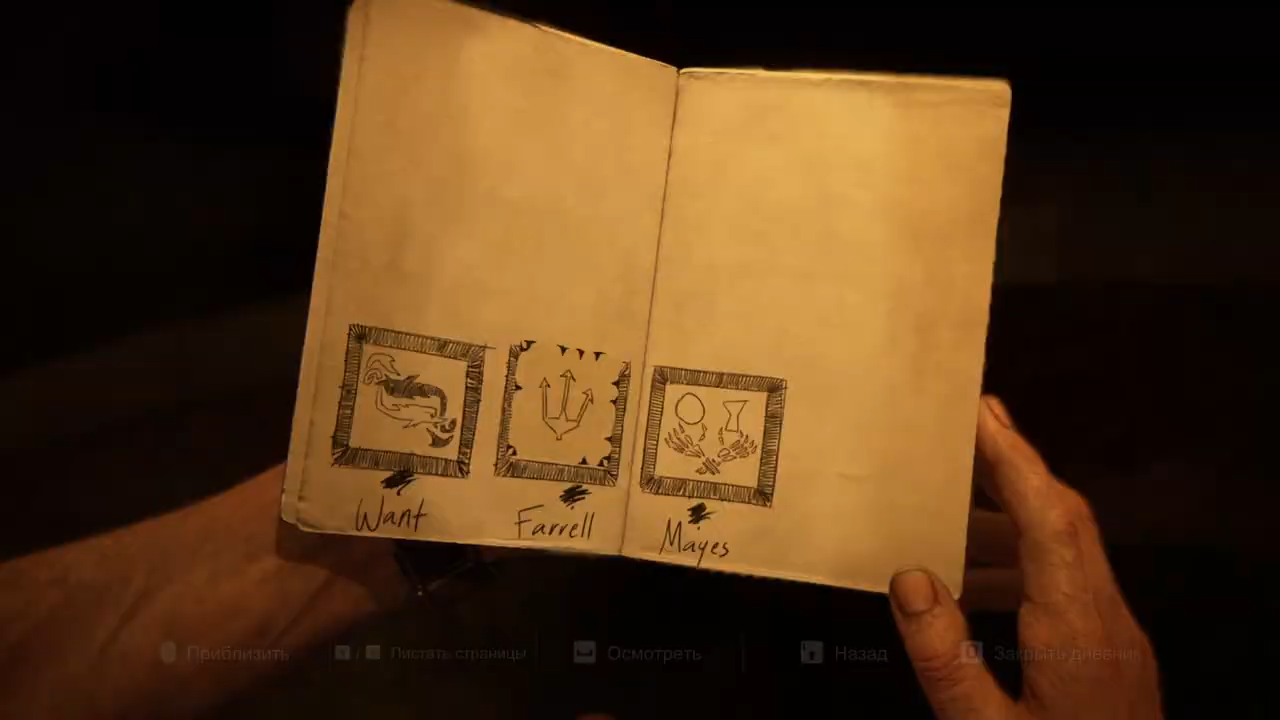 Want
Farrell
Mayes
Приблизить / Листать страницы Осмотреть Назад Закрыть дневник